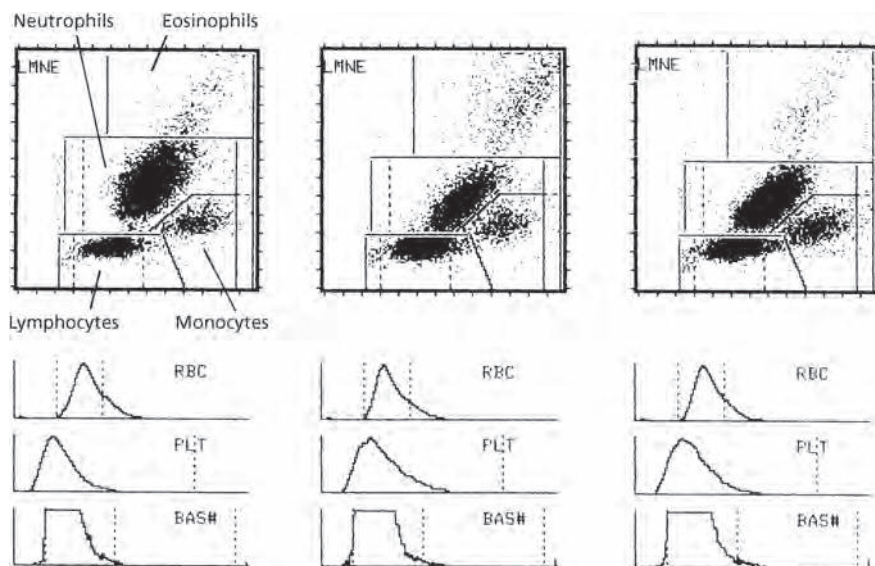 Neutrophils Eosinophils
LMNE LMNE LMNE
Lymphocytes Monocytes
RBC RBC RBC
PLT PLT PLT
BAS# BAS# BAS#